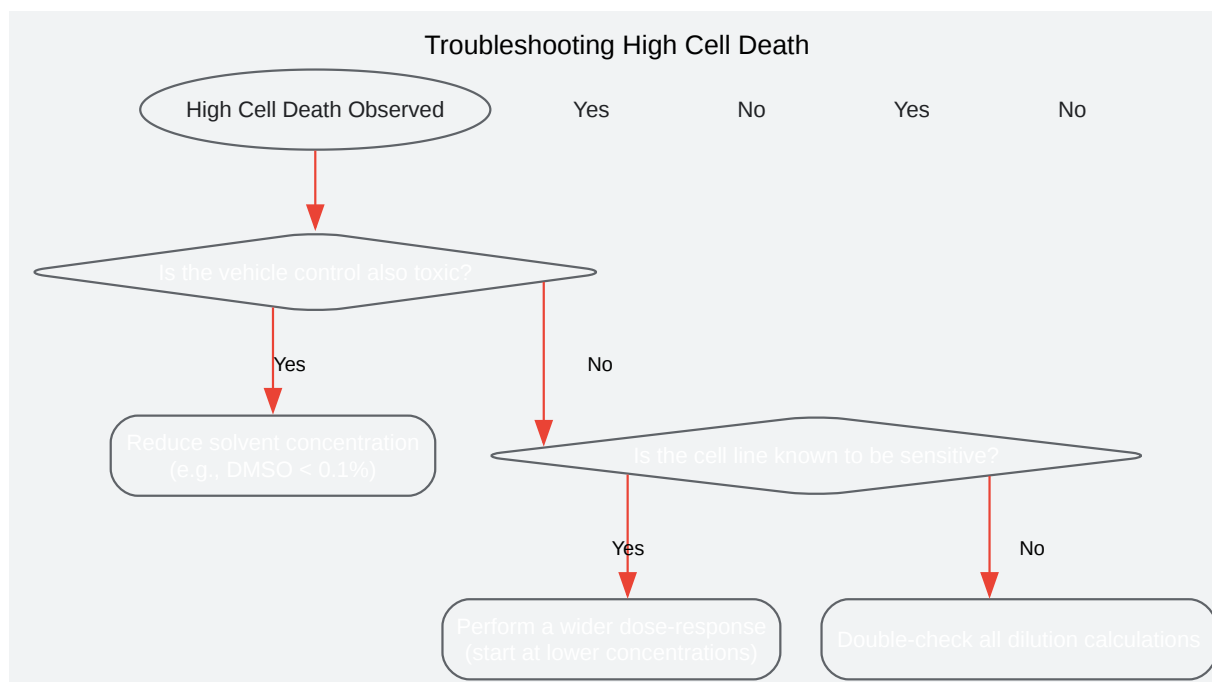 Troubleshooting High Cell Death
High Cell Death Observed
Yes
No
Yes
No
Is the vehicle control also toxic?
Yes
No
Reduce solvent concentration
(e.g., DMSO < 0.1%)
Is the cell line known to be sensitive?
Yes
No
Perform a wider dose-response
(start at lower concentrations)
Double-check all dilution calculations